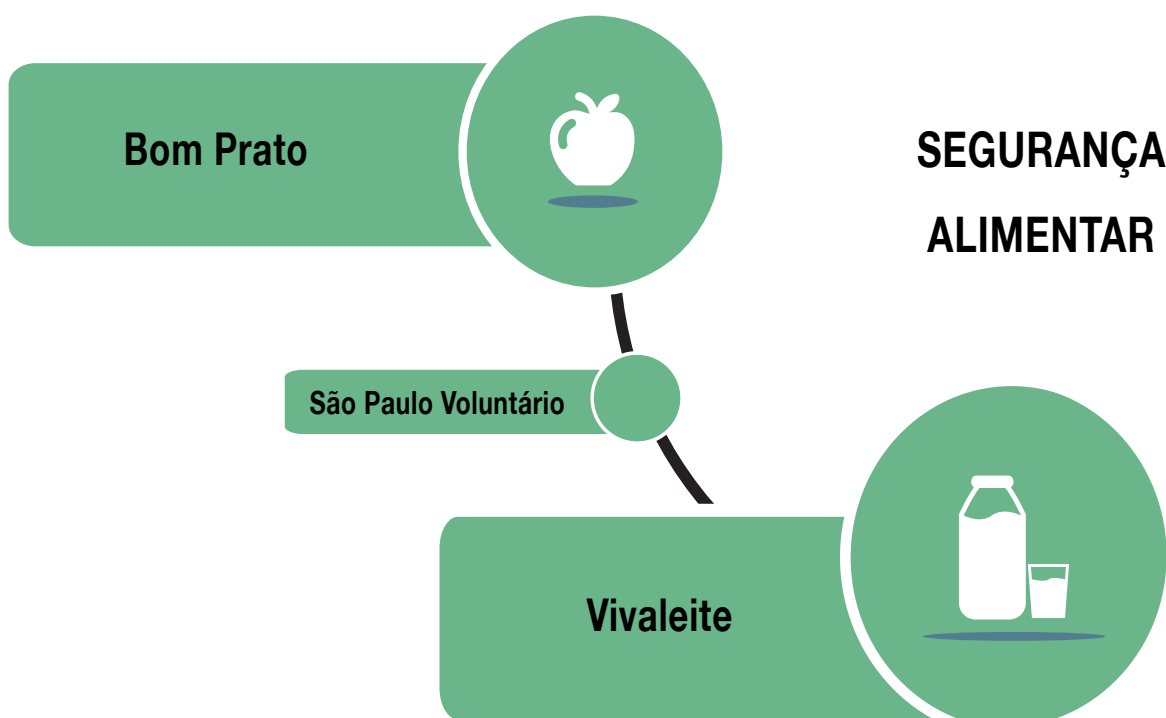 Bom Prato
SEGURANÇA
ALIMENTAR
São Paulo Voluntário
Vivaleite